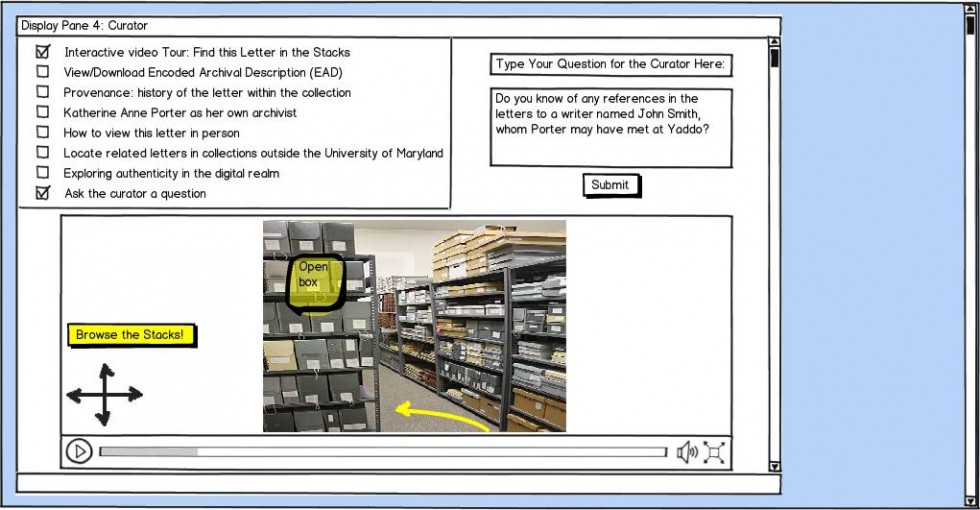 Display Pane 4: Curator
Interactive video Tour: Find this Letter in the Stacks
View/Download Encoded Archival Description (EAD)
Provenance: history of the letter within the collection
Katherine Anne Porter as her own archivist
How to view this letter in person
Locate related letters in collections outside the University of Maryland
Exploring authenticity in the digital realm
Ask the curator a question
Type Your Question for the Curator Here:
Do you know of any references in the
letters to a writer named John Smith,
whom Porter may have met at Yaddo?
Submit
Open
box
Browse the Stacks!